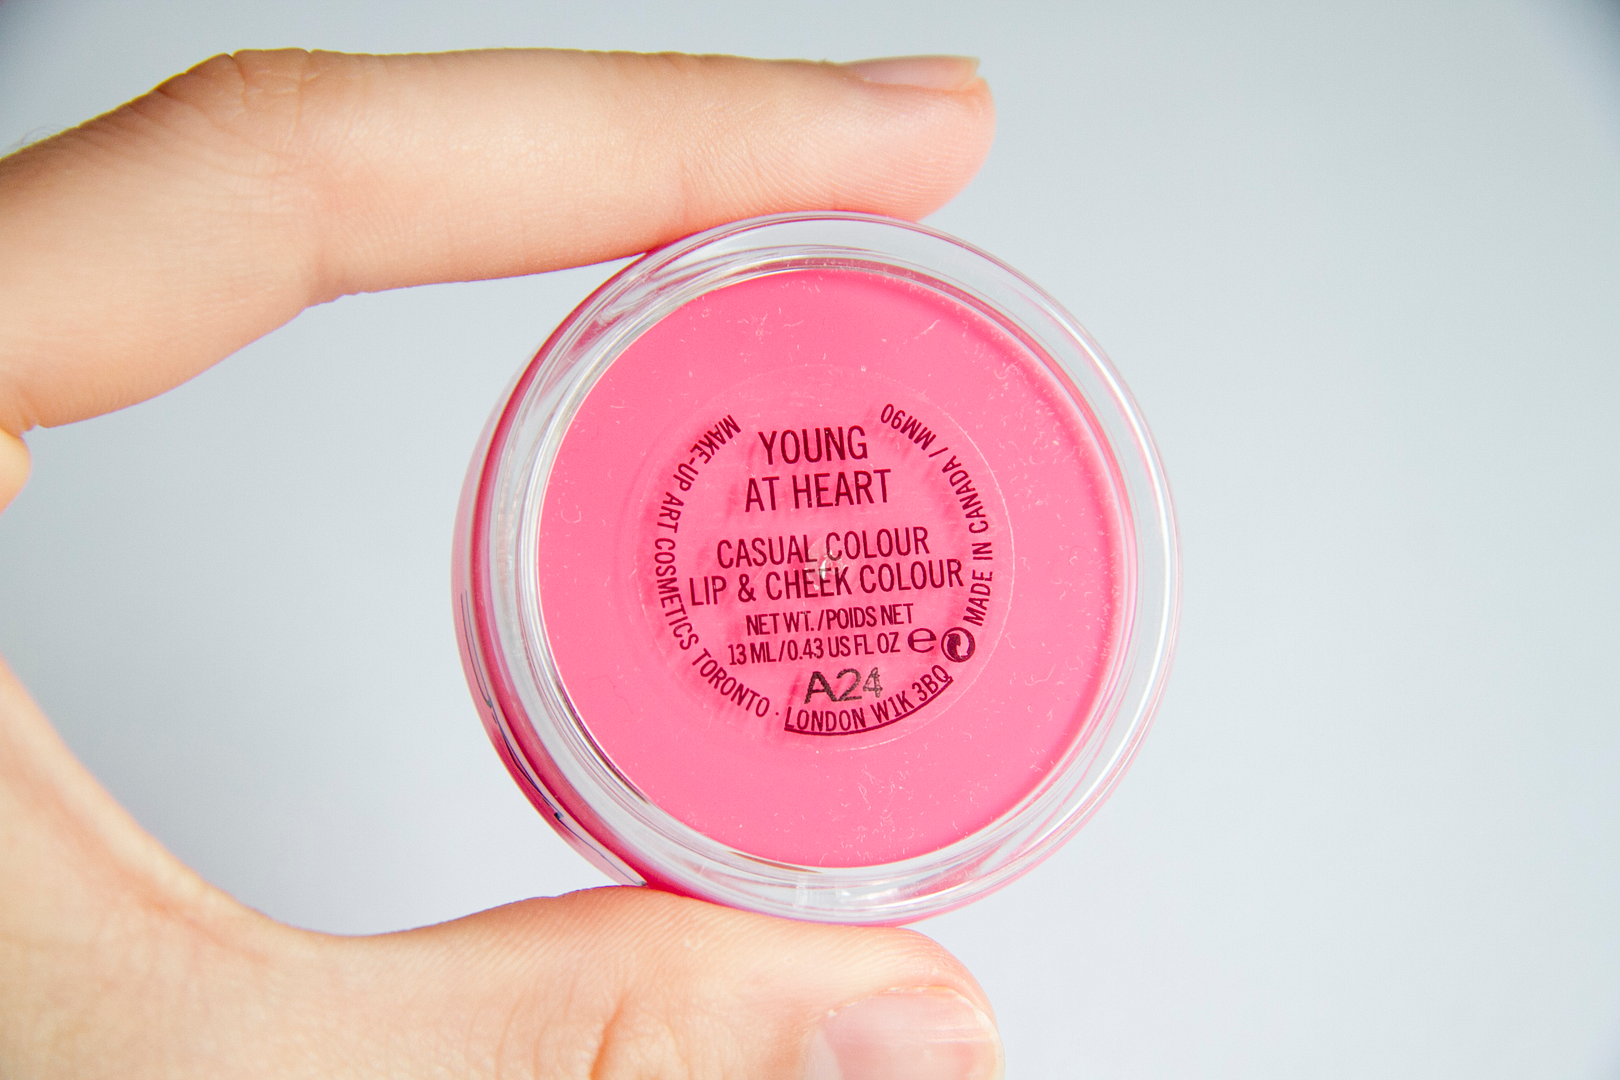 YOUNG
AT HEART
CASUAL COLOUR
LIP & CHEEK COLOUR
NET WT./POIDS NET
13 ML/0.43 US FL OZ e
A24
MAKE-UP ART COSMETICS TORONTO · LONDON W1K 3BQ
MADE IN CANADA / MM90